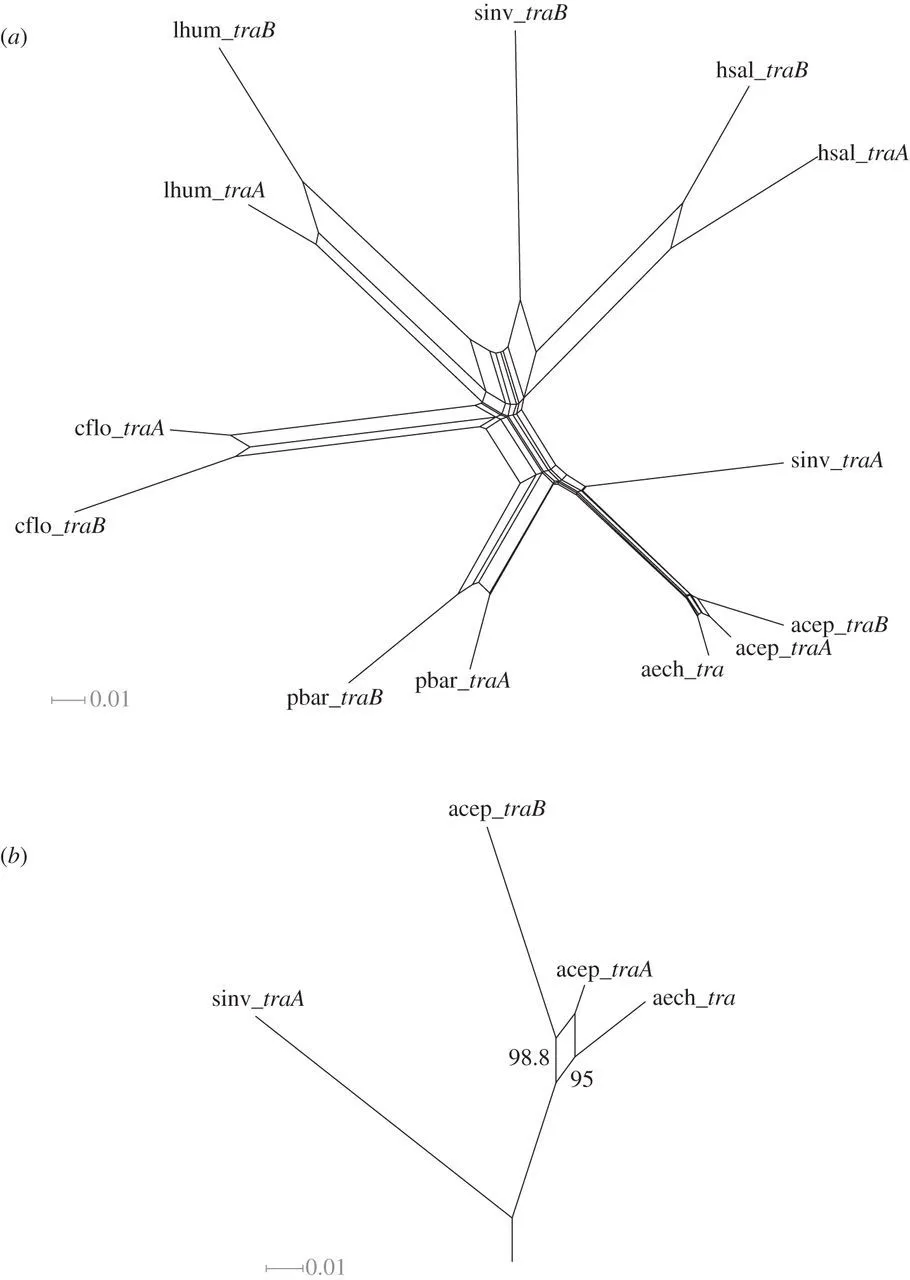 (a)
lhum_traB
sinv_traB
hsal_traB
hsal_traA
lhum_traA
cflo_traA
sinv_traA
cflo_traB
acep_traB
acep_traA
aech_tra
pbar_traA
pbar_traB
0.01
(b)
acep_traB
acep_traA
aech_tra
sinv_traA
98.8
95
0.01